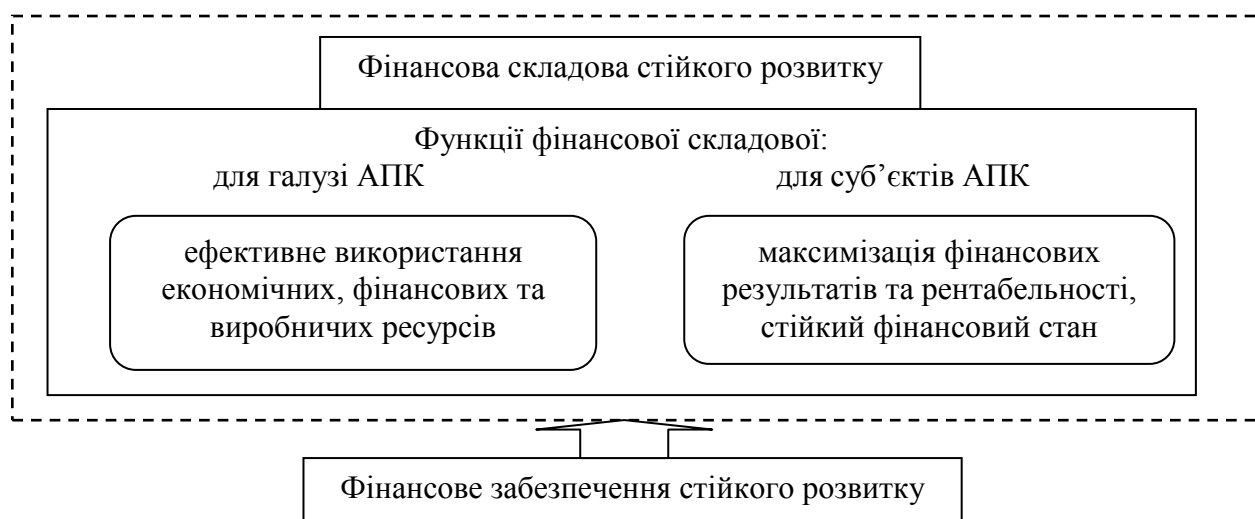 Фінансова складова стійкого розвитку
Функції фінансової складової:
для галузі АПК
для суб’єктів АПК
ефективне використання
економічних, фінансових та
виробничих ресурсів
максимізація фінансових
результатів та рентабельності,
стійкий фінансовий стан
Фінансове забезпечення стійкого розвитку